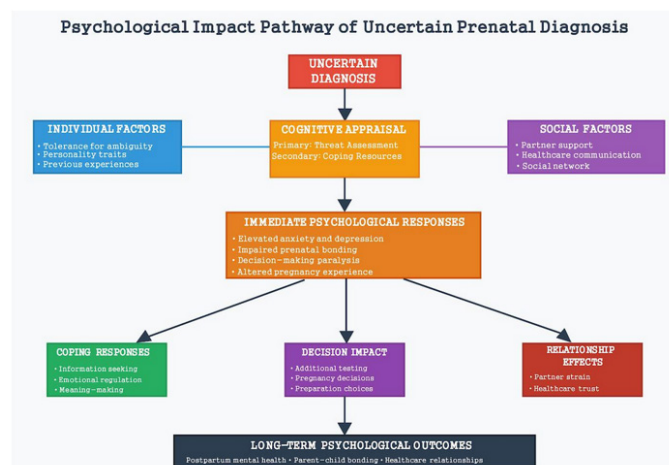 Psychological Impact Pathway of Uncertain Prenatal Diagnosis
UNCERTAIN
DIAGNOSIS
INDIVIDUAL FACTORS
• Tolerance for ambiguity
• Personality traits
• Previous experiences
COGNITIVE APPRAISAL
Primary: Threat Assessment
Secondary: Coping Resources
SOCIAL FACTORS
• Partner support
• Healthcare communication
• Social network
IMMEDIATE PSYCHOLOGICAL RESPONSES
• Elevated anxiety and depression
• Impaired prenatal bonding
• Decision-making paralysis
• Altered pregnancy experience
COPING RESPONSES
• Information seeking
• Emotional regulation
• Meaning-making
DECISION IMPACT
• Additional testing
• Pregnancy decisions
• Preparation choices
RELATIONSHIP
EFFECTS
• Partner strain
• Healthcare trust
LONG-TERM PSYCHOLOGICAL OUTCOMES
Postpartum mental health • Parent-child bonding • Healthcare relationships